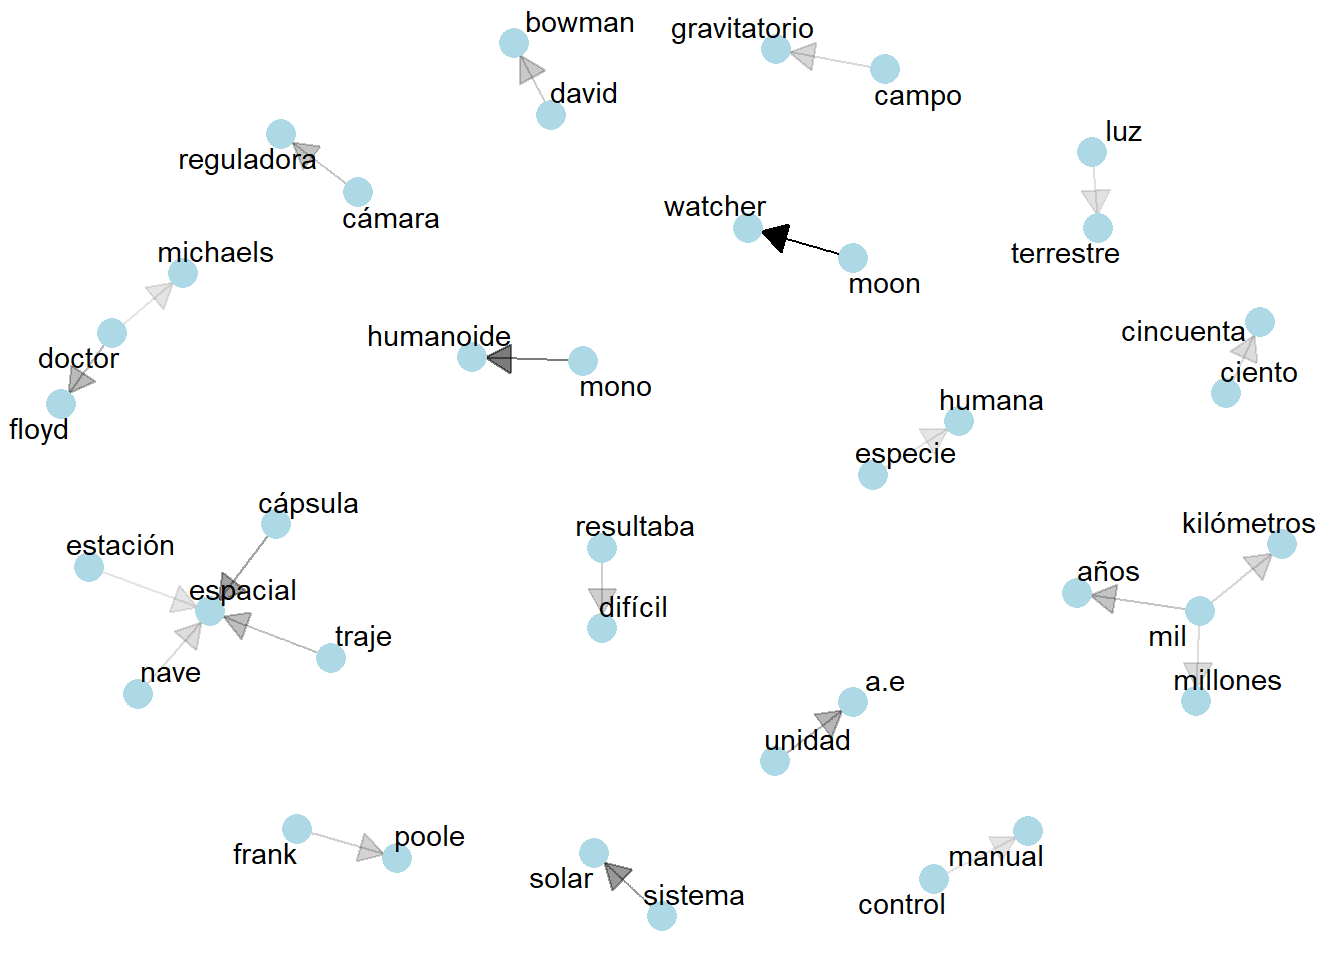 bowman
gravitatorio
david
campo
luz
reguladora
cámara
watcher
michaels
terrestre
moon
humanoide
cincuenta
doctor
mono
ciento
humana
floyd
especie
cápsula
kilómetros
resultaba
estación
años
espacial
difícil
traje
mil
nave
millones
a.e
unidad
poole
frank
manual
solar
sistema
control